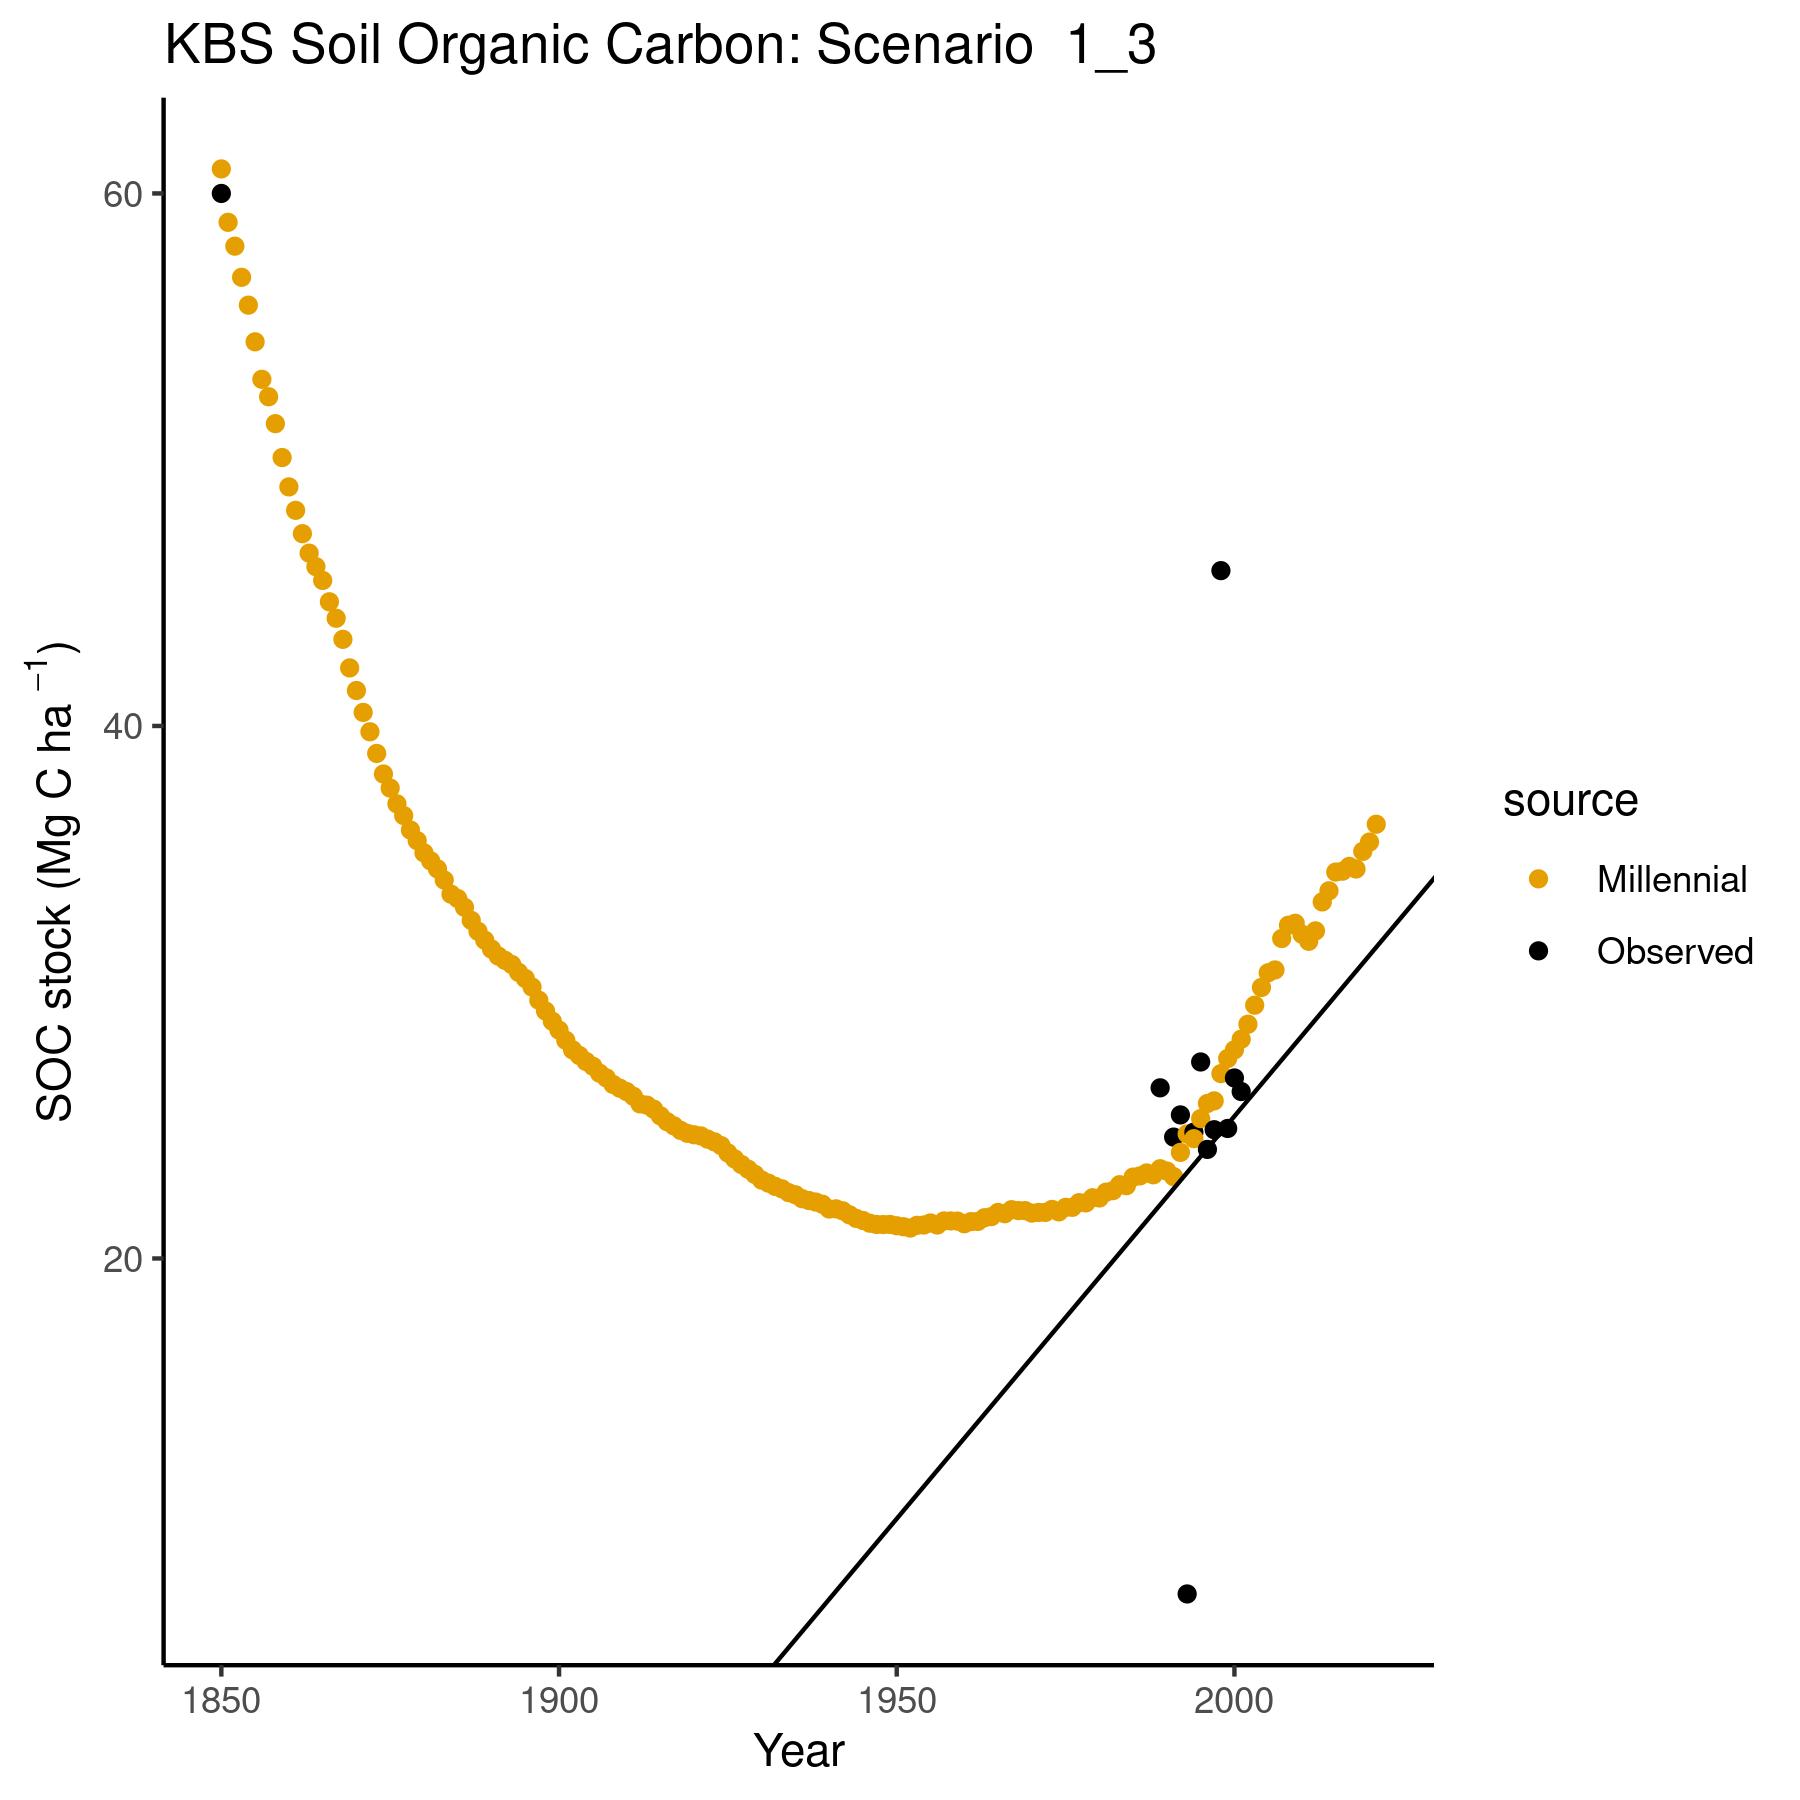 KBS Soil Organic Carbon: Scenario  1_3
SOC stock (Mg C ha −1)
60
40
20
1850
1900
1950
2000
Year
source
Millennial
Observed